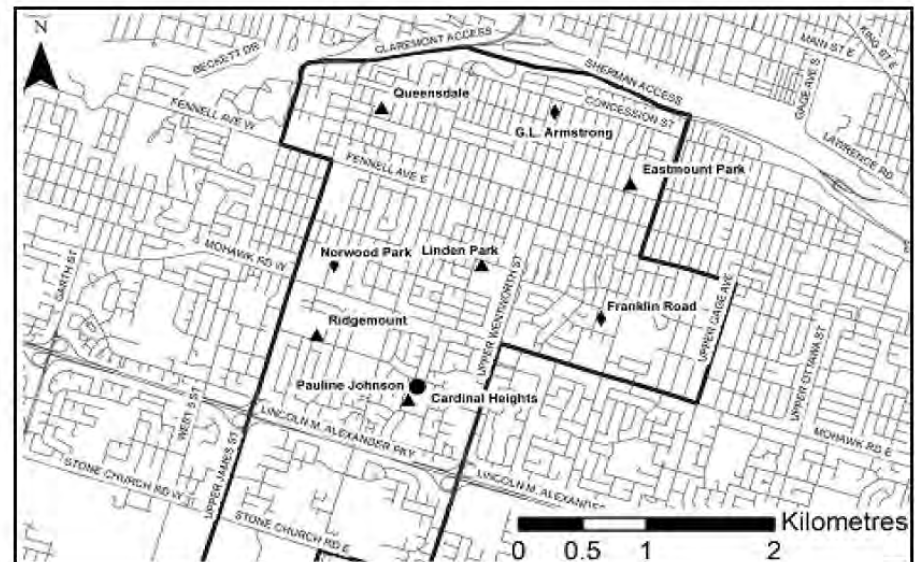 N
CLAREMONT ACCESS
BECKETT DR
MAIN ST E
KING ST E
SHERMAN ACCESS
GAGE AVE S
Queensdale
FENNELL AVE W
CONCESSION ST
G.L. Armstrong
LAWRENCE RD
FENNELL AVE E
Eastmount Park
MOHAWK RD W
Norwood Park
Linden Park
GARTH ST
UPPER WENTWORTH ST
UPPER GAGE AVE
Franklin Road
Ridgemount
UPPER OTTAWA ST
Pauline Johnson
Cardinal Heights
WEST 5 ST
LINCOLN M. ALEXANDER PKY
MOHAWK RD E
UPPER JAMES ST
STONE CHURCH RD W
LINCOLN M. ALEXANDER
STONE CHURCH RD E
Kilometres
0 0.5 1 2